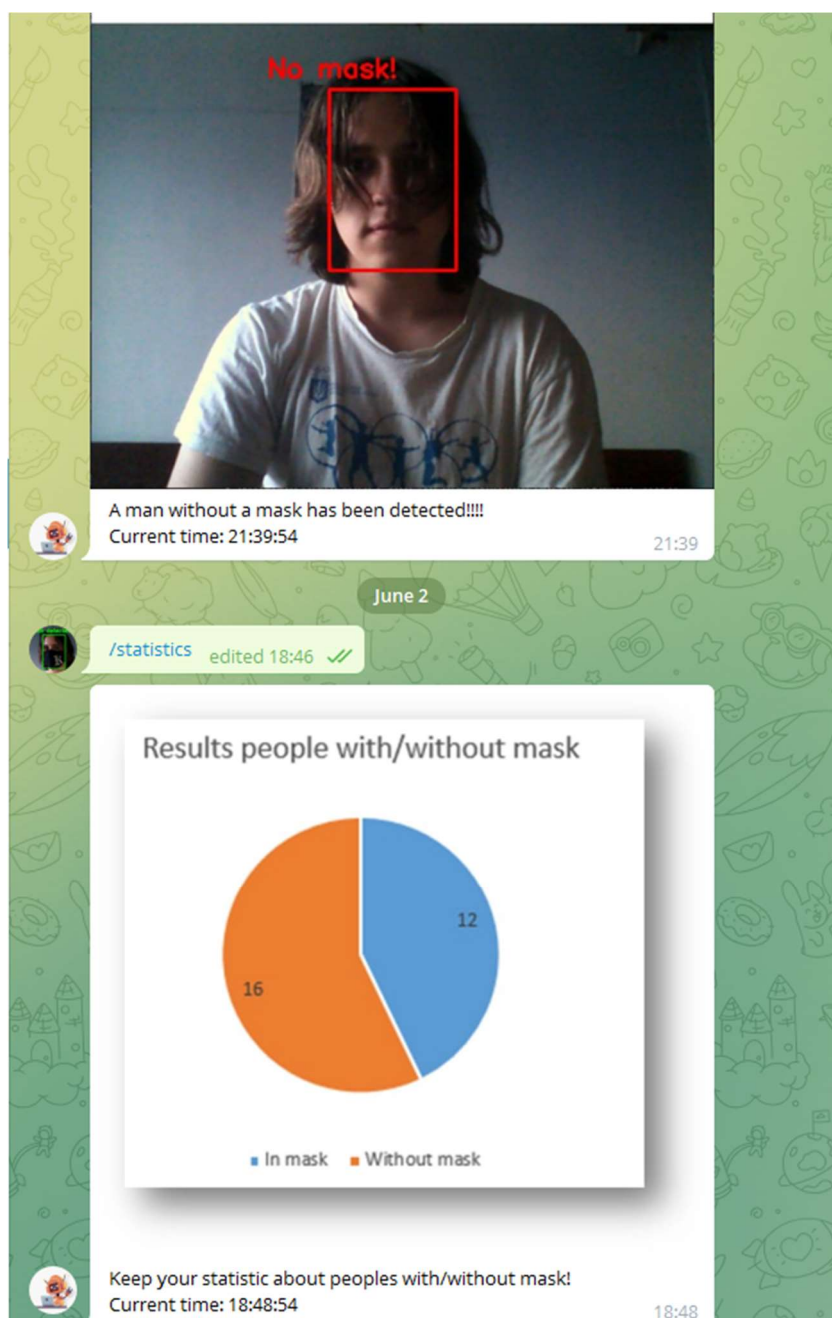 No mask!
A man without a mask has been detected!!!!
Current time: 21:39:54
21:39
June 2
/statistics edited 18:46
Results people with/without mask
12
16
In mask Without mask
Keep your statistic about peoples with/without mask!
Current time: 18:48:54
18:48